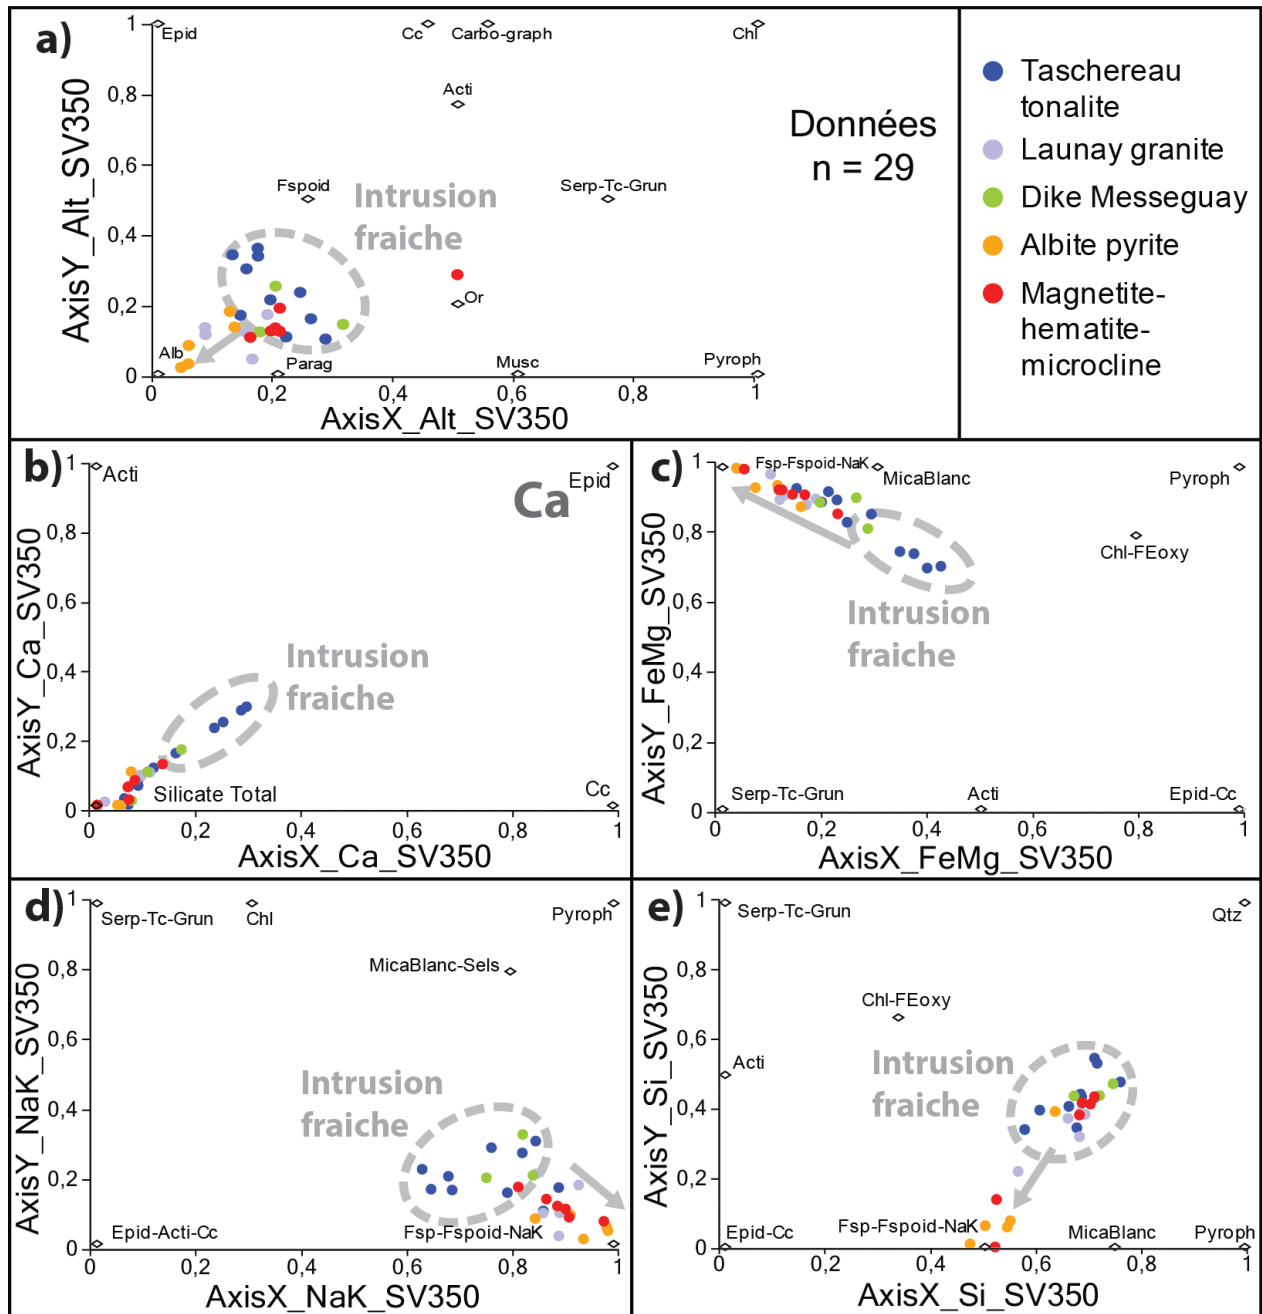 a)
AxisY_Alt_SV350
1
0,8
0,6
0,4
0,2
0
Epid
Cc
Carbo-graph
Chl
Acti
Fspoid
Serp-Tc-Grun
Intrusion
fraiche
Or
Alb
Parag
Musc
Pyroph
0
0,2
0,4
0,6
0,8
1
AxisX_Alt_SV350
Données
n = 29
Taschereau
tonalite
Launay granite
Dike Messeguay
Albite pyrite
Magnetite-
hematite-
microcline
b)
AxisY_Ca_SV350
1
0,8
0,6
0,4
0,2
0
Acti
Epid
Ca
Intrusion
fraiche
Silicate Total
Cc
0
0,2
0,4
0,6
0,8
1
AxisX_Ca_SV350
c)
AxisY_FeMg_SV350
1
0,8
0,6
0,4
0,2
0
Fsp-Fspoid-NaK
MicaBlanc
Pyroph
Chl-FEoxy
Intrusion
fraiche
Serp-Tc-Grun
Acti
Epid-Cc
0
0,2
0,4
0,6
0,8
1
AxisX_FeMg_SV350
d)
AxisY_NaK_SV350
1
0,8
0,6
0,4
0,2
0
Serp-Tc-Grun
Chl
Pyroph
MicaBlanc-Sels
Intrusion
fraiche
Epid-Acti-Cc
Fsp-Fspoid-NaK
0
0,2
0,4
0,6
0,8
1
AxisX_NaK_SV350
e)
AxisY_Si_SV350
1
0,8
0,6
0,4
0,2
0
Serp-Tc-Grun
Qtz
Chl-FEoxy
Acti
Intrusion
fraiche
Epid-Cc
Fsp-Fspoid-NaK
MicaBlanc
Pyroph
0
0,2
0,4
0,6
0,8
1
AxisX_Si_SV350